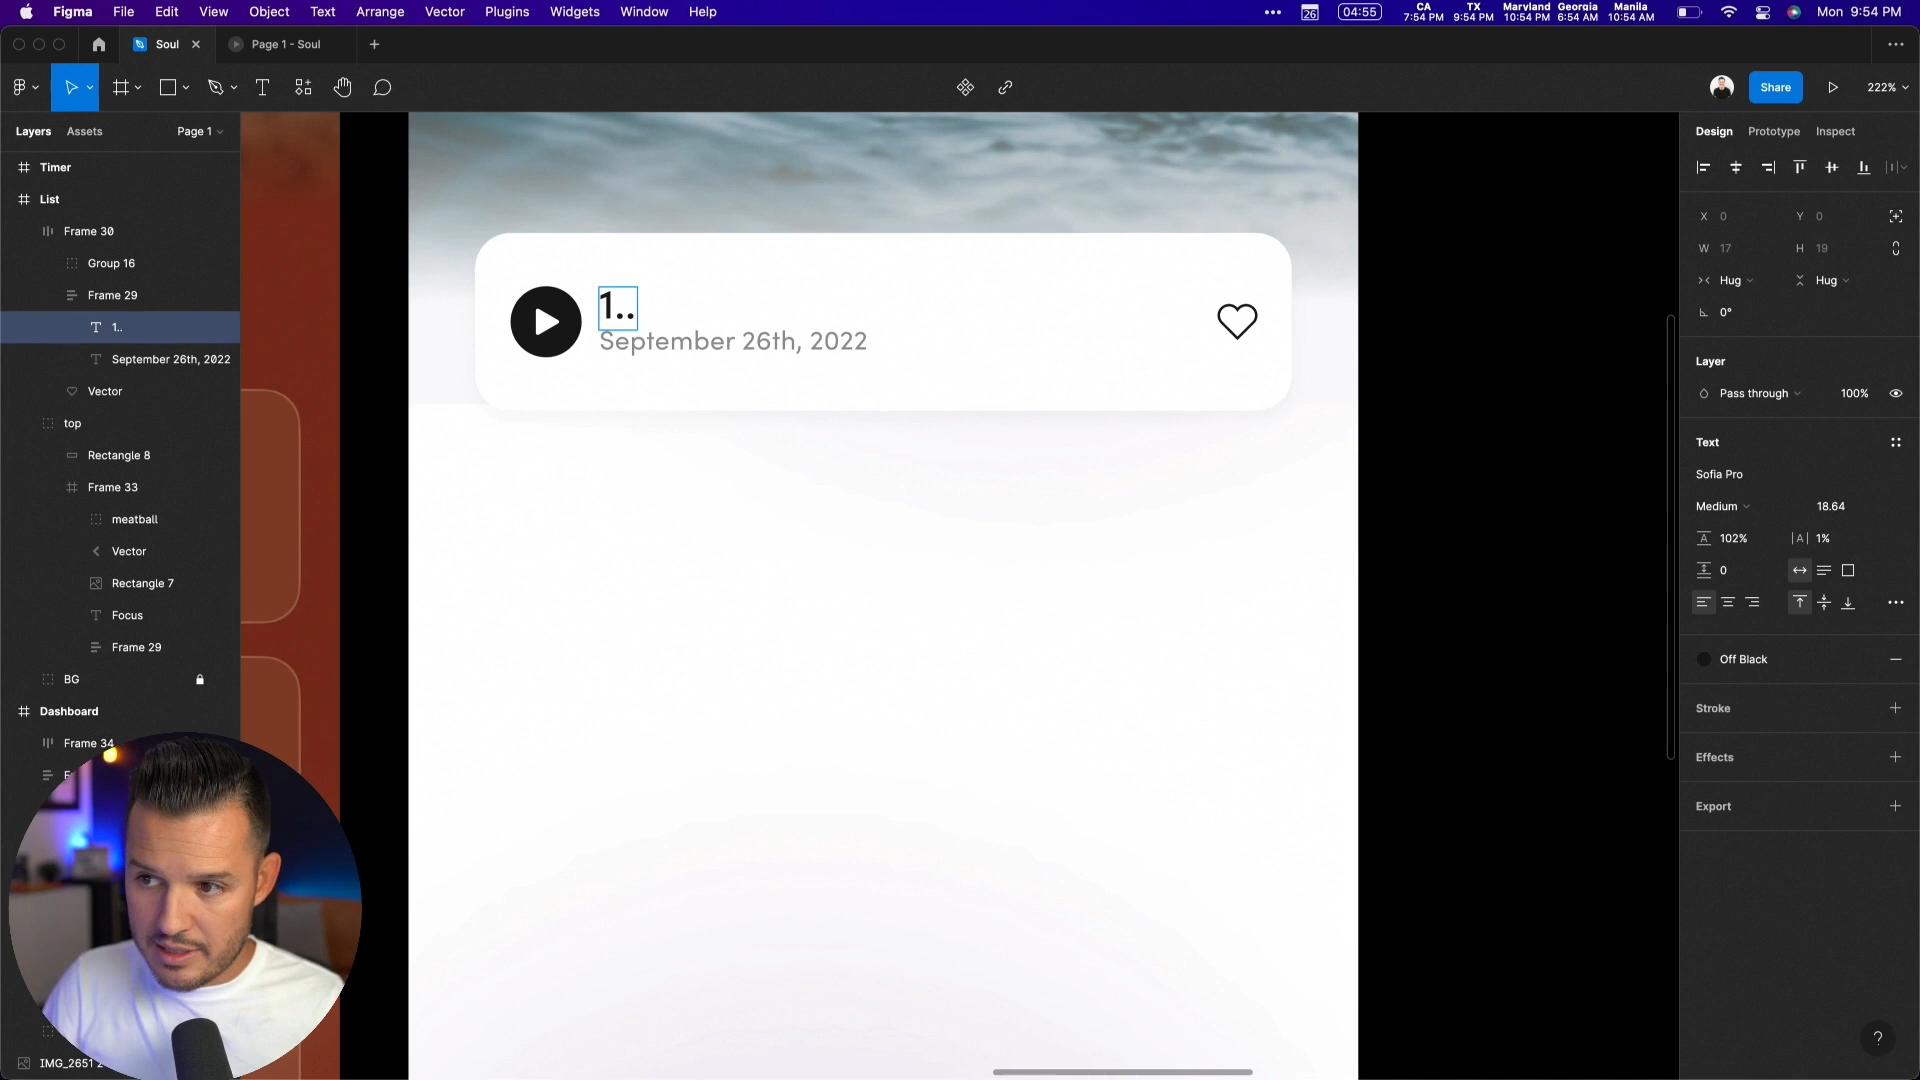 Figma File Edit View Object Text Arrange Vector Plugins Widgets Window Help
26 04:55 CA 7:54 PM TX 9:54 PM Maryland 10:54 PM Georgia 6:54 AM Manila 10:54 AM Mon 9:54 PM
Soul Page 1 - Soul
Share 222%
Layers Assets Page 1
Timer
List
Frame 30
Group 16
Frame 29
1..
September 26th, 2022
Vector
top
Rectangle 8
Frame 33
meatball
Vector
Rectangle 7
Focus
Frame 29
BG
Dashboard
Frame 34
IMG_2651
1..
September 26th, 2022
Design Prototype Inspect
X 0 Y 0
W 17 H 19
Hug Hug
0°
Layer
Pass through 100%
Text
Sofia Pro
Medium 18.64
A 102% |A| 1%
0
Off Black
Stroke
Effects
Export
?